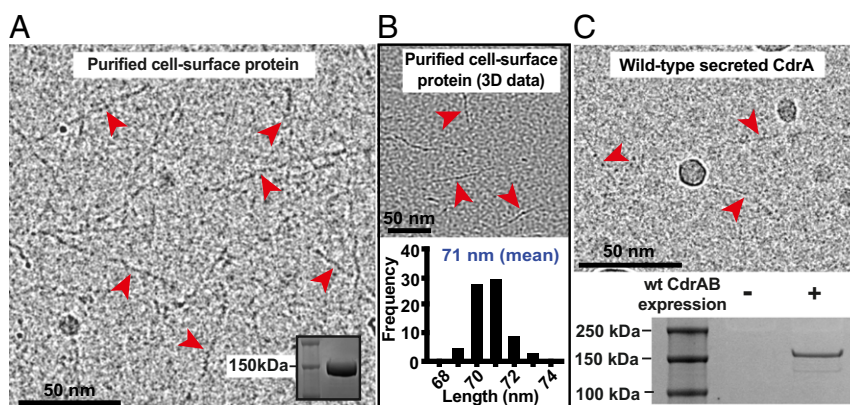 A
Purified cell-surface protein
150kDa
50 nm
B
Purified cell-surface
protein (3D data)
50 nm
71 nm (mean)
Frequency
40
30
20
10
0
68
70
72
74
Length (nm)
C
Wild-type secreted CdrA
50 nm
wt CdrAB
expression
- +
250 kDa
150 kDa
100 kDa